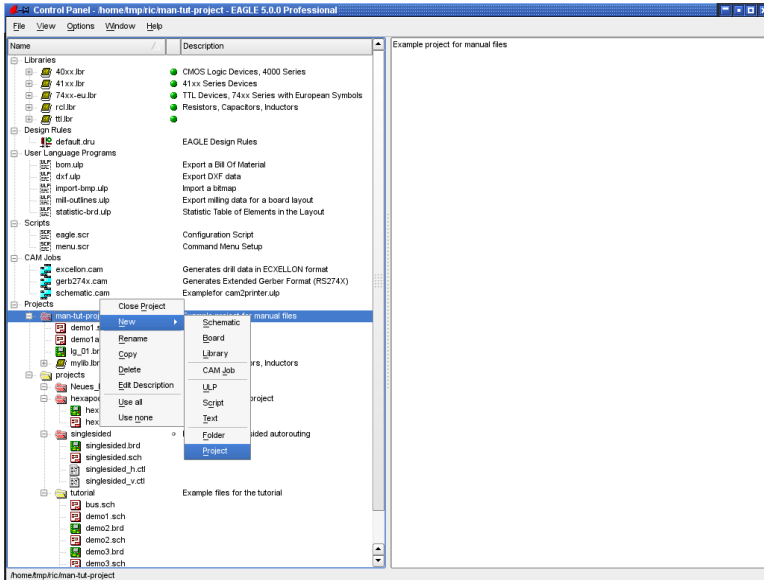 Control Panel - /home/tmp/ric/man-tut-project - EAGLE 5.0.0 Professional
File View Options Window Help
Name Description
Example project for manual files
Libraries
40xx.lbr CMOS Logic Devices, 4000 Series
41xx.lbr 41xx Series Devices
74xx-eu.lbr TTL Devices, 74xx Series with European Symbols
rcl.lbr Resistors, Capacitors, Inductors
ttl.lbr
Design Rules
default.dru EAGLE Design Rules
User Language Programs
bom.ulp Export a Bill Of Material
dxf.ulp Export DXF data
import-bmp.ulp Import a bitmap
mill-outlines.ulp Export milling data for a board layout
statistic-brd.ulp Statistic Table of Elements in the Layout
Scripts
eagle.scr Configuration Script
menu.scr Command Menu Setup
CAM Jobs
excellon.cam Generates drill data in ECXELLON format
gerb274x.cam Generates Extended Gerber Format (RS274X)
schematic.cam Examplefor cam2printer.ulp
Projects
man-tut-proj for manual files
demo1
demo1a
lg_01.br
mylib.lbr rs, Inductors
projects
Neues_
hexapo project
hex
hex
singlesided sided autorouting
singlesided.brd
singlesided.sch
singlesided_h.ctl
singlesided_v.ctl
tutorial Example files for the tutorial
bus.sch
demo1.sch
demo2.brd
demo2.sch
demo3.brd
demo3.sch
Close Project
New
Rename
Copy
Delete
Edit Description
Use all
Use none
Schematic
Board
Library
CAM Job
ULP
Script
Text
Folder
Project
/home/tmp/ric/man-tut-project